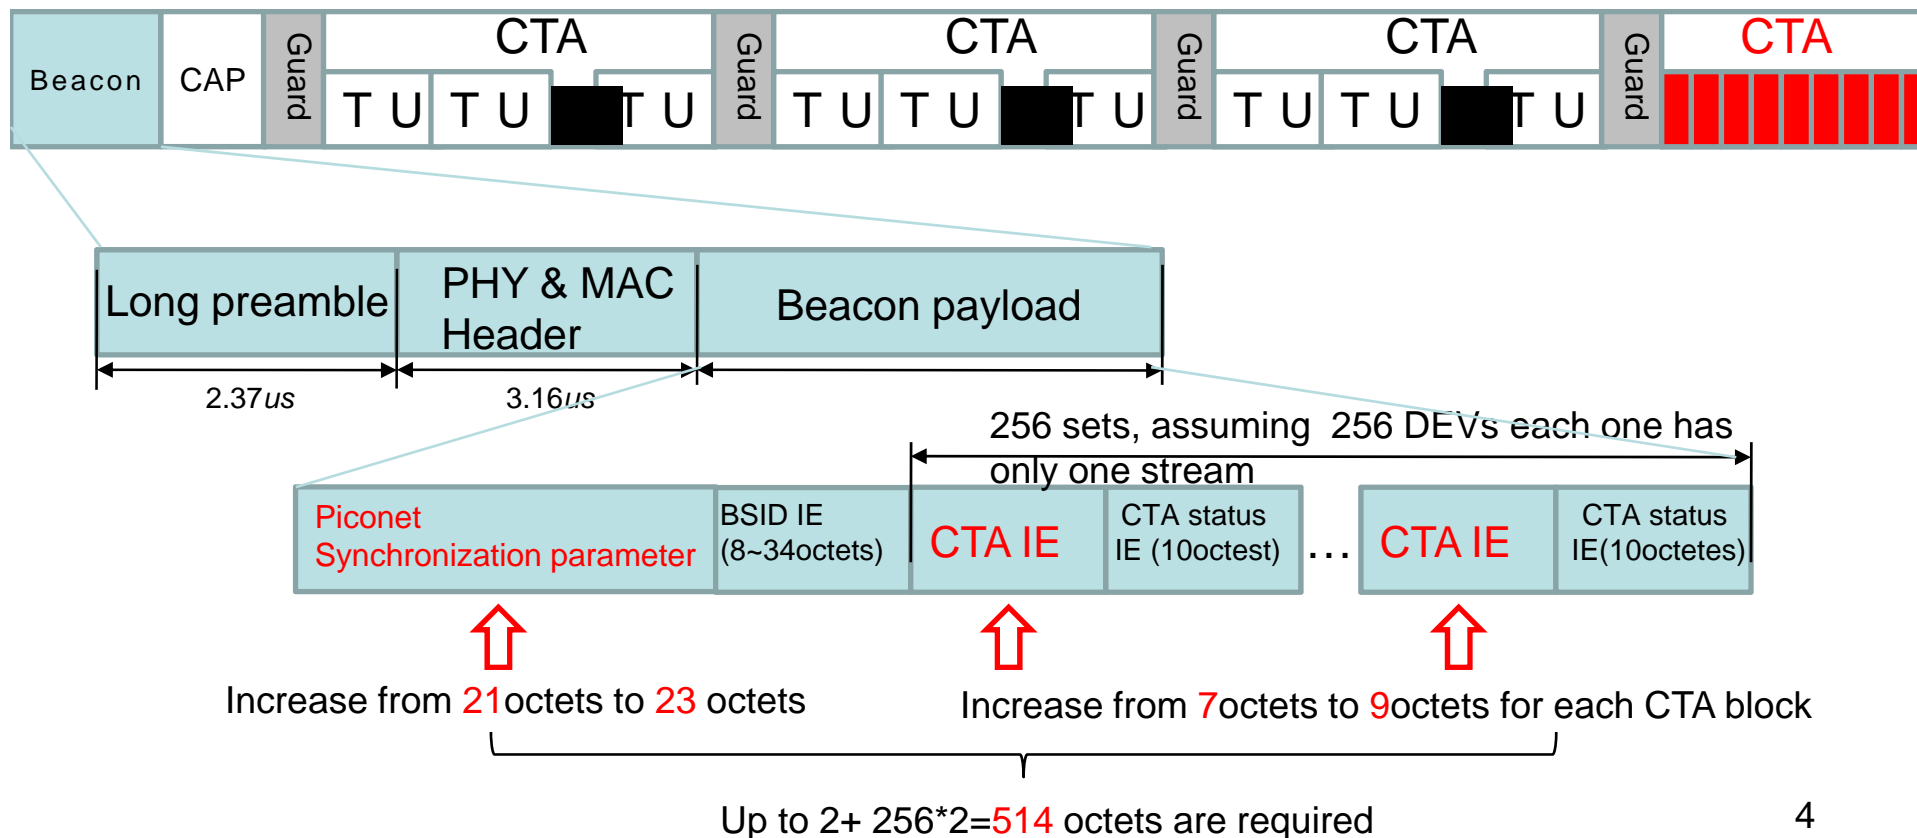 Beacon
CAP
Guard
CTA
T U
T U
T U
Guard
CTA
T U
T U
T U
Guard
CTA
T U
T U
T U
Guard
CTA
Long preamble
PHY & MAC
Header
Beacon payload
2.37us
3.16us
256 sets, assuming 256 DEVs each one has
only one stream
Piconet
Synchronization parameter
BSID IE
(8~34octets)
CTA IE
CTA status
IE (10octest)
...
CTA IE
CTA status
IE(10octetes)
Increase from 21octets to 23 octets
Increase from 7octets to 9octets for each CTA block
Up to 2+ 256*2=514 octets are required
4